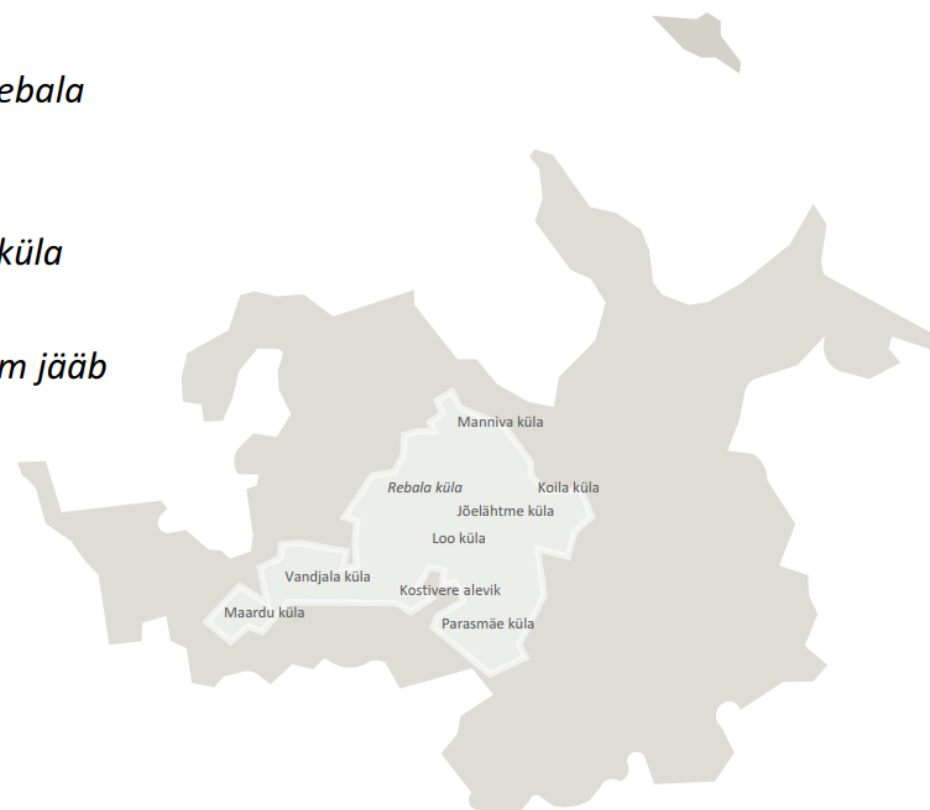 ebala
küla
m jääb
Manniva küla
Rebala küla
Koila küla
Jõelähtme küla
Loo küla
Vandjala küla
Kostivere alevik
Maardu küla
Parasmäe küla